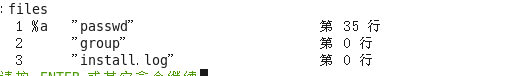 :files
1 %a "passwd" 第 35 行
2 "group" 第 0 行
3 "install.log" 第 0 行
请按 ENTER 或其它命令继续